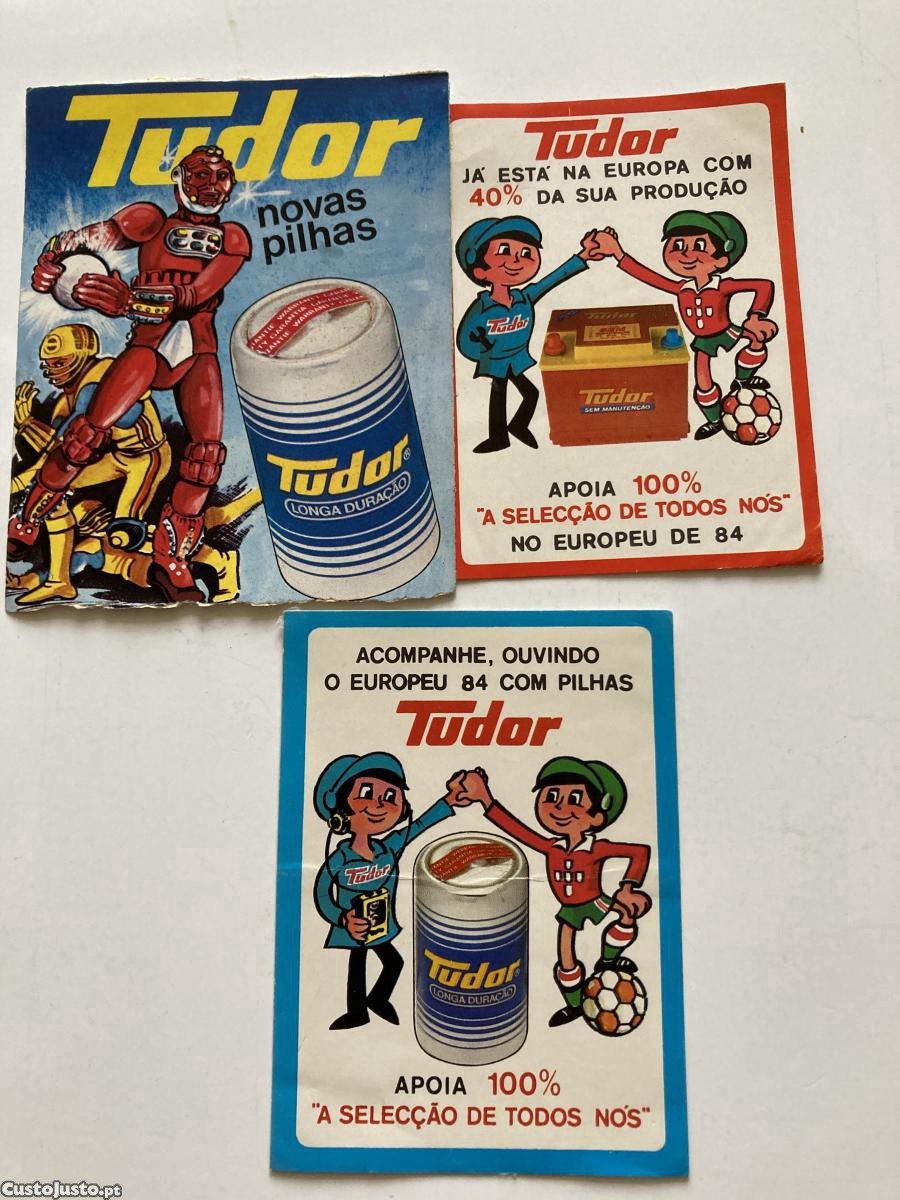 Tudor
novas
pilhas
Tudor®
LONGA DURAÇÃO
Tudor
JÁ ESTÁ NA EUROPA COM
40% DA SUA PRODUÇÃO
Tudor
Tudor
Tudor
SEM MANUTENÇÃO
APOIA 100%
"A SELECÇÃO DE TODOS NÓS"
NO EUROPEU DE 84
ACOMPANHE, OUVINDO
O EUROPEU 84 COM PILHAS
Tudor
Tudor
Tudor®
LONGA DURAÇÃO
APOIA 100%
"A SELECÇÃO DE TODOS NÓS"
CustoJusto.pt